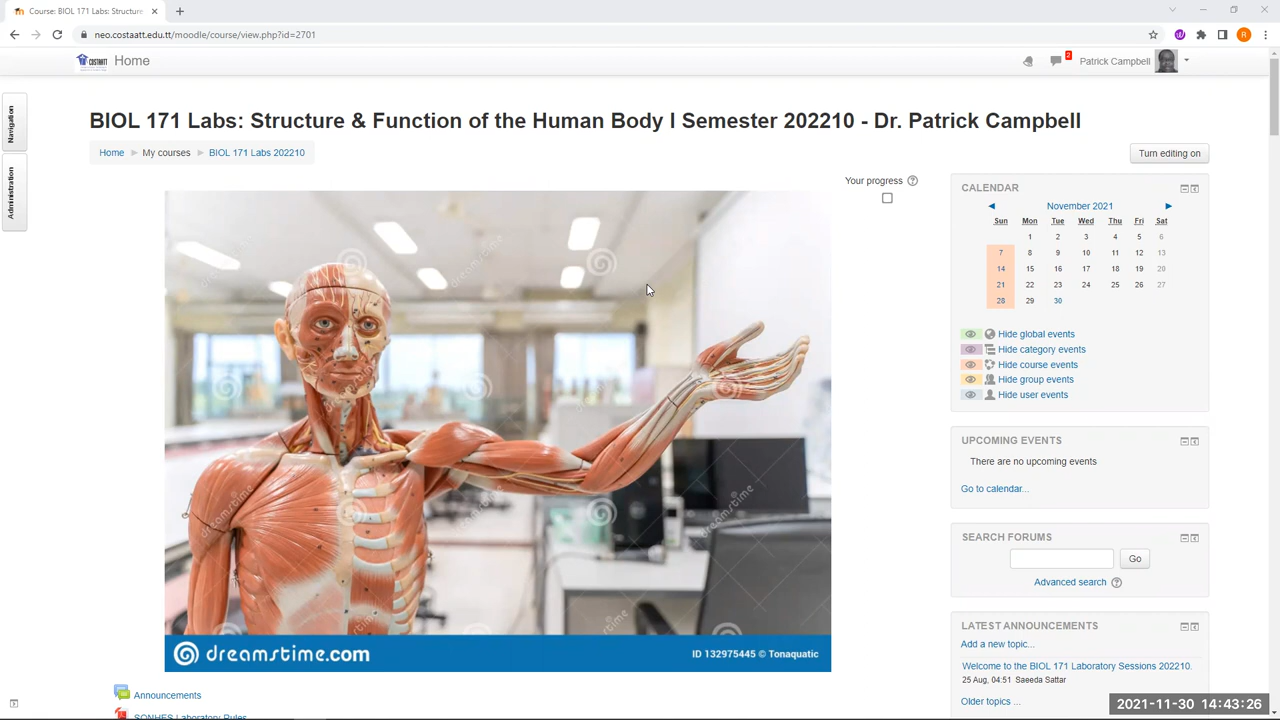 Course: BIOL 171 Labs: Structure
neo.costaatt.edu.tt/moodle/course/view.php?id=2701
R
COSTAATT
Home
2
Patrick Campbell
Navigation
Administration
BIOL 171 Labs: Structure & Function of the Human Body I Semester 202210 - Dr. Patrick Campbell
Home My courses BIOL 171 Labs 202210
Turn editing on
Your progress
dreamstime.com
ID 132975445 © Tonaquatic
Announcements
SONHES Laboratory Rules
CALENDAR
November 2021
Sun Mon Tue Wed Thu Fri Sat
1 2 3 4 5 6
7 8 9 10 11 12 13
14 15 16 17 18 19 20
21 22 23 24 25 26 27
28 29 30
Hide global events
Hide category events
Hide course events
Hide group events
Hide user events
UPCOMING EVENTS
There are no upcoming events
Go to calendar...
SEARCH FORUMS
Go
Advanced search
LATEST ANNOUNCEMENTS
Add a new topic...
Welcome to the BIOL 171 Laboratory Sessions 202210.
25 Aug, 04:51 Saeeda Sattar
Older topics ...
2021-11-30 14:43:26